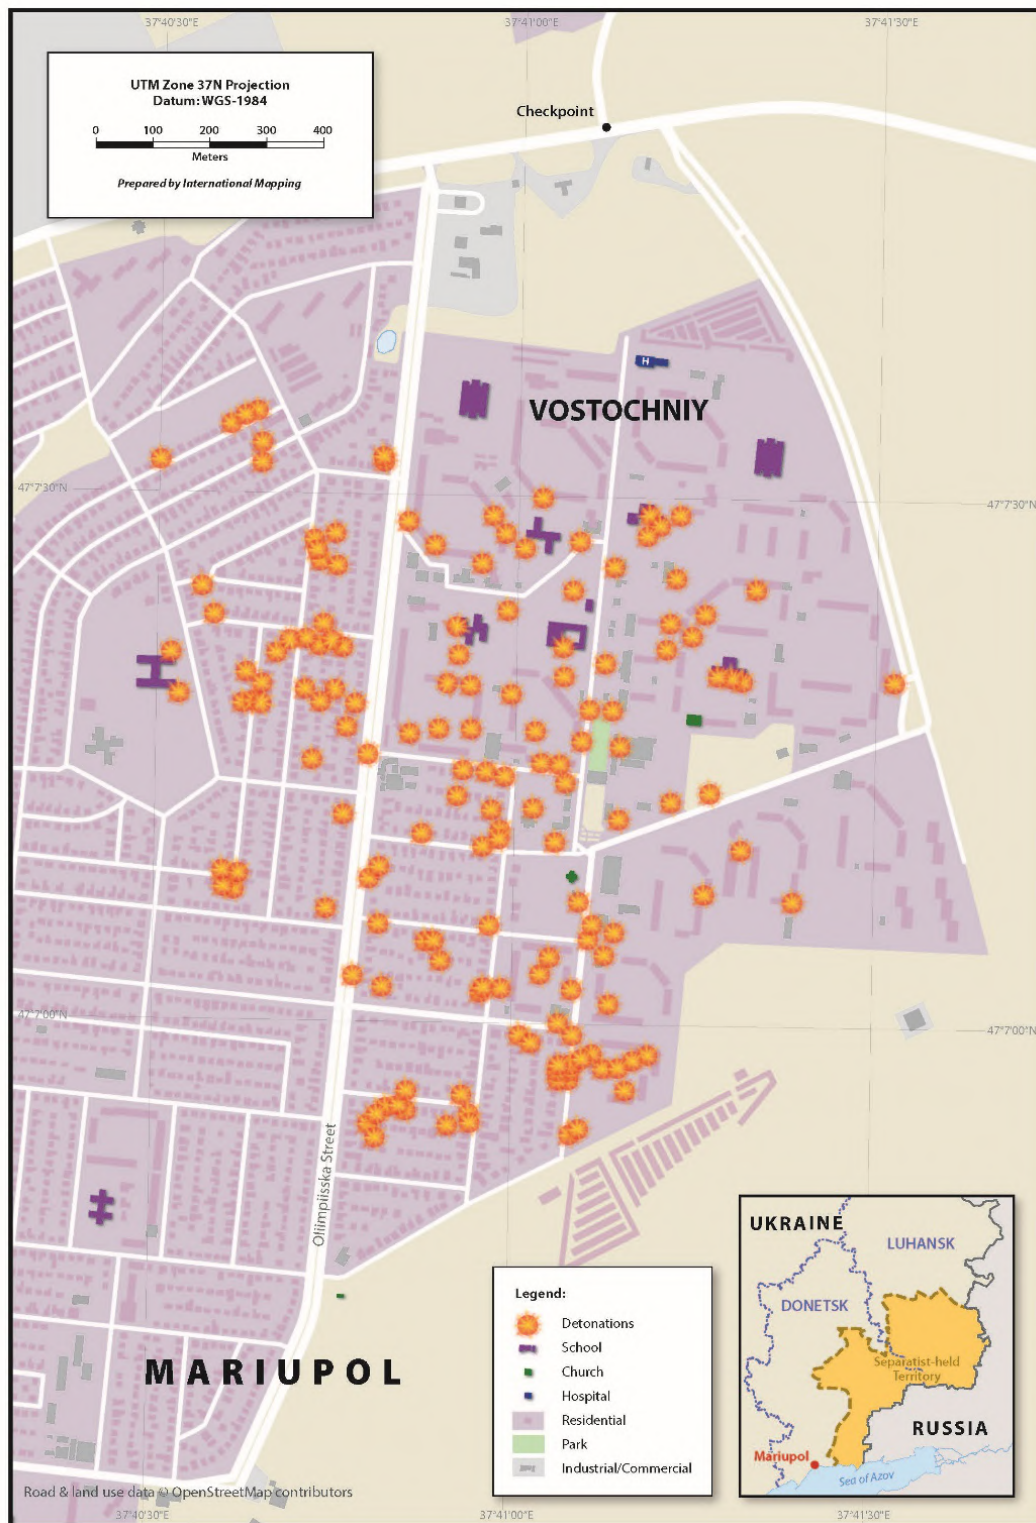 37°40'30"E
37°41'00"E
37°41'30"E
UTM Zone 37N Projection
Datum: WGS-1984
0 100 200 300 400
Meters
Prepared by International Mapping
Checkpoint
H
VOSTOCHNIY
47°7'30"N
47°7'30"N
47°7'00"N
47°7'00"N
Oliimpiisska Street
MARIUPOL
Legend:
Detonations
School
Church
Hospital
Residential
Park
Industrial/Commercial
UKRAINE
LUHANSK
DONETSK
Separatist-held
Territory
RUSSIA
Mariupol
Sea of Azov
Road & land use data © OpenStreetMap contributors
37°40'30"E
37°41'00"E
37°41'30"E